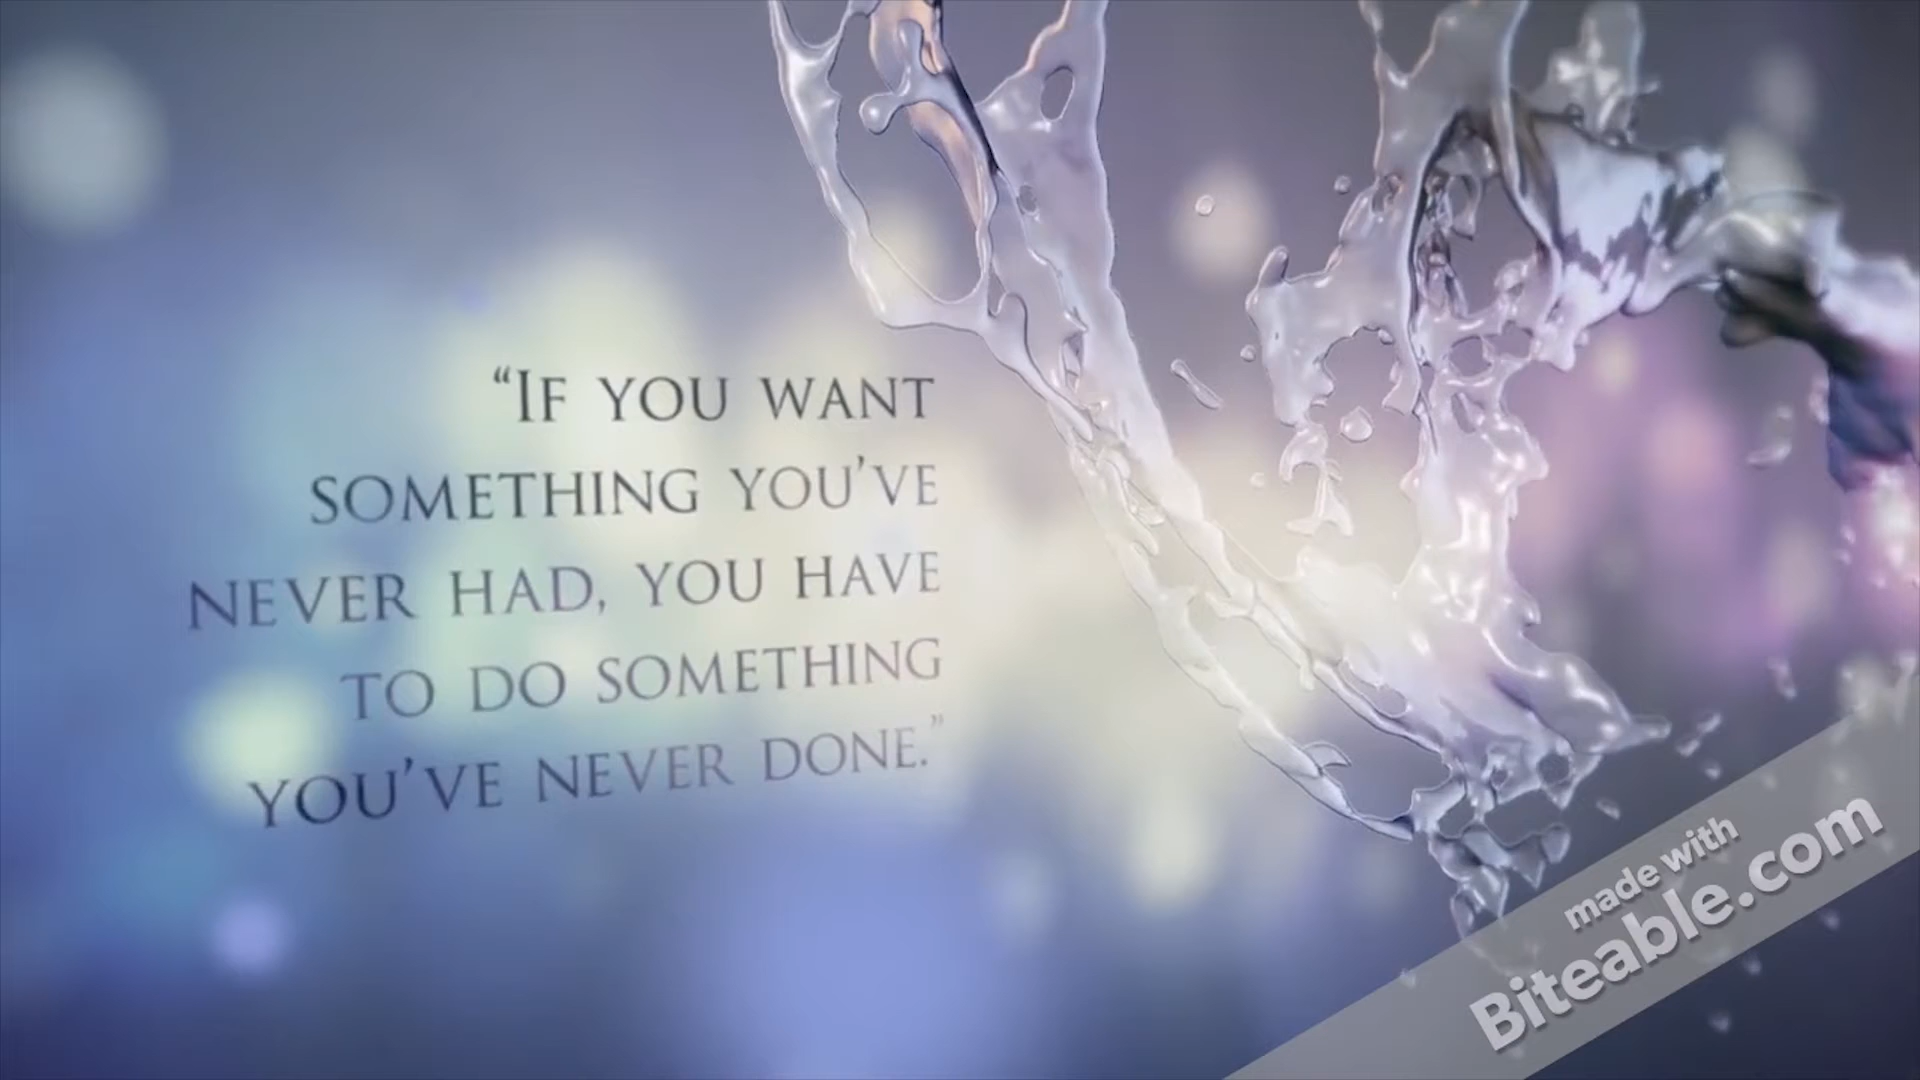 “If you want
something you’ve
never had, you have
to do something
you’ve never done.”
made with
Biteable.com